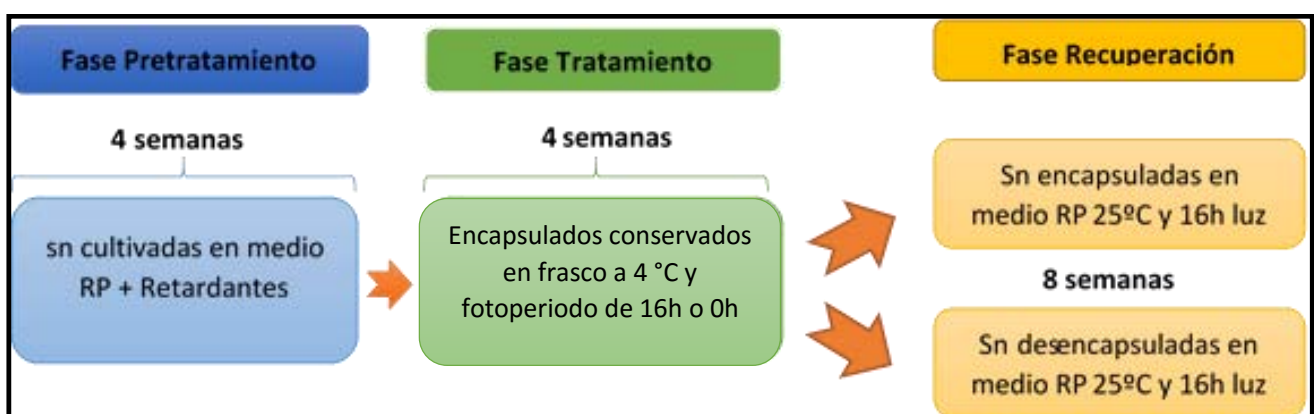 Fase Pretratamiento
4 semanas
sn cultivadas en medio
RP + Retardantes
Fase Tratamiento
4 semanas
Encapsulados conservados
en frasco a 4 °C y
fotoperiodo de 16h o 0h
Fase Recuperación
Sn encapsuladas en
medio RP 25ºC y 16h luz
8 semanas
Sn desencapsuladas en
medio RP 25ºC y 16h luz